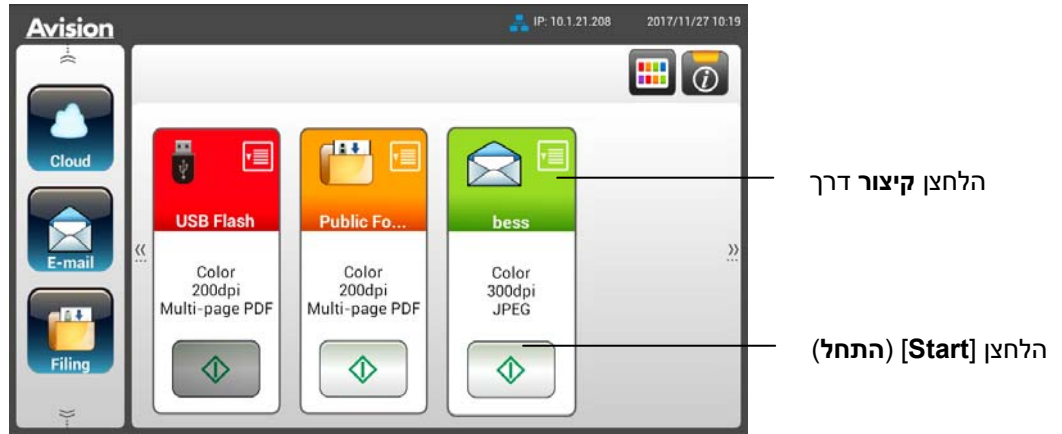 Avision
IP: 10.1.21.208 2017/11/27 10:19
Cloud
E-mail
Filing
USB Flash
Color
200dpi
Multi-page PDF
Public Fo...
Color
200dpi
Multi-page PDF
bess
Color
300dpi
JPEG
הלחצן קיצור דרך
הלחצן [Start] (התחל)